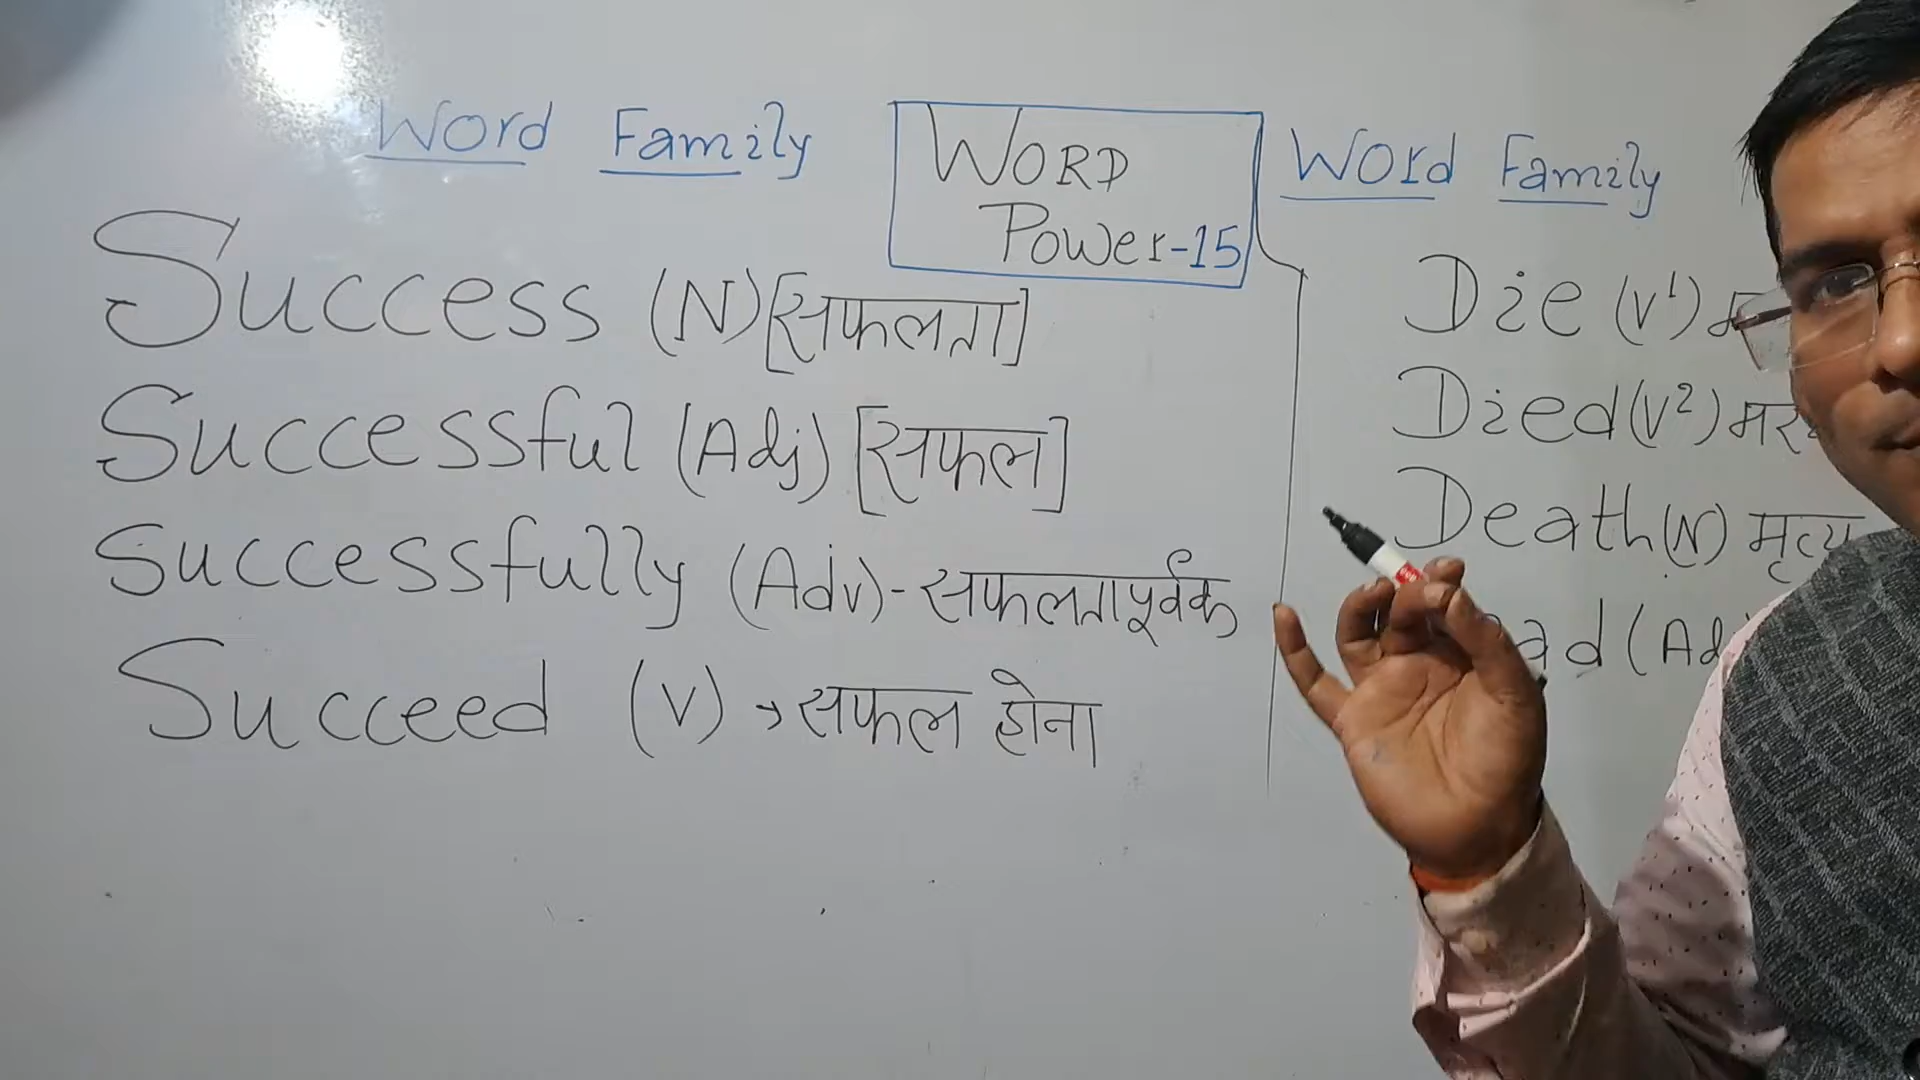 Word Family
WORD
Power-15
Word Family
Success (N) [सफलता]
Successful (Adj) [सफल]
Successfully (Adv)- सफलतापूर्वक
Succeed (V) → सफल होना
Die (V¹)
Died (V²)
Death (N) मृत्यु
(Adj